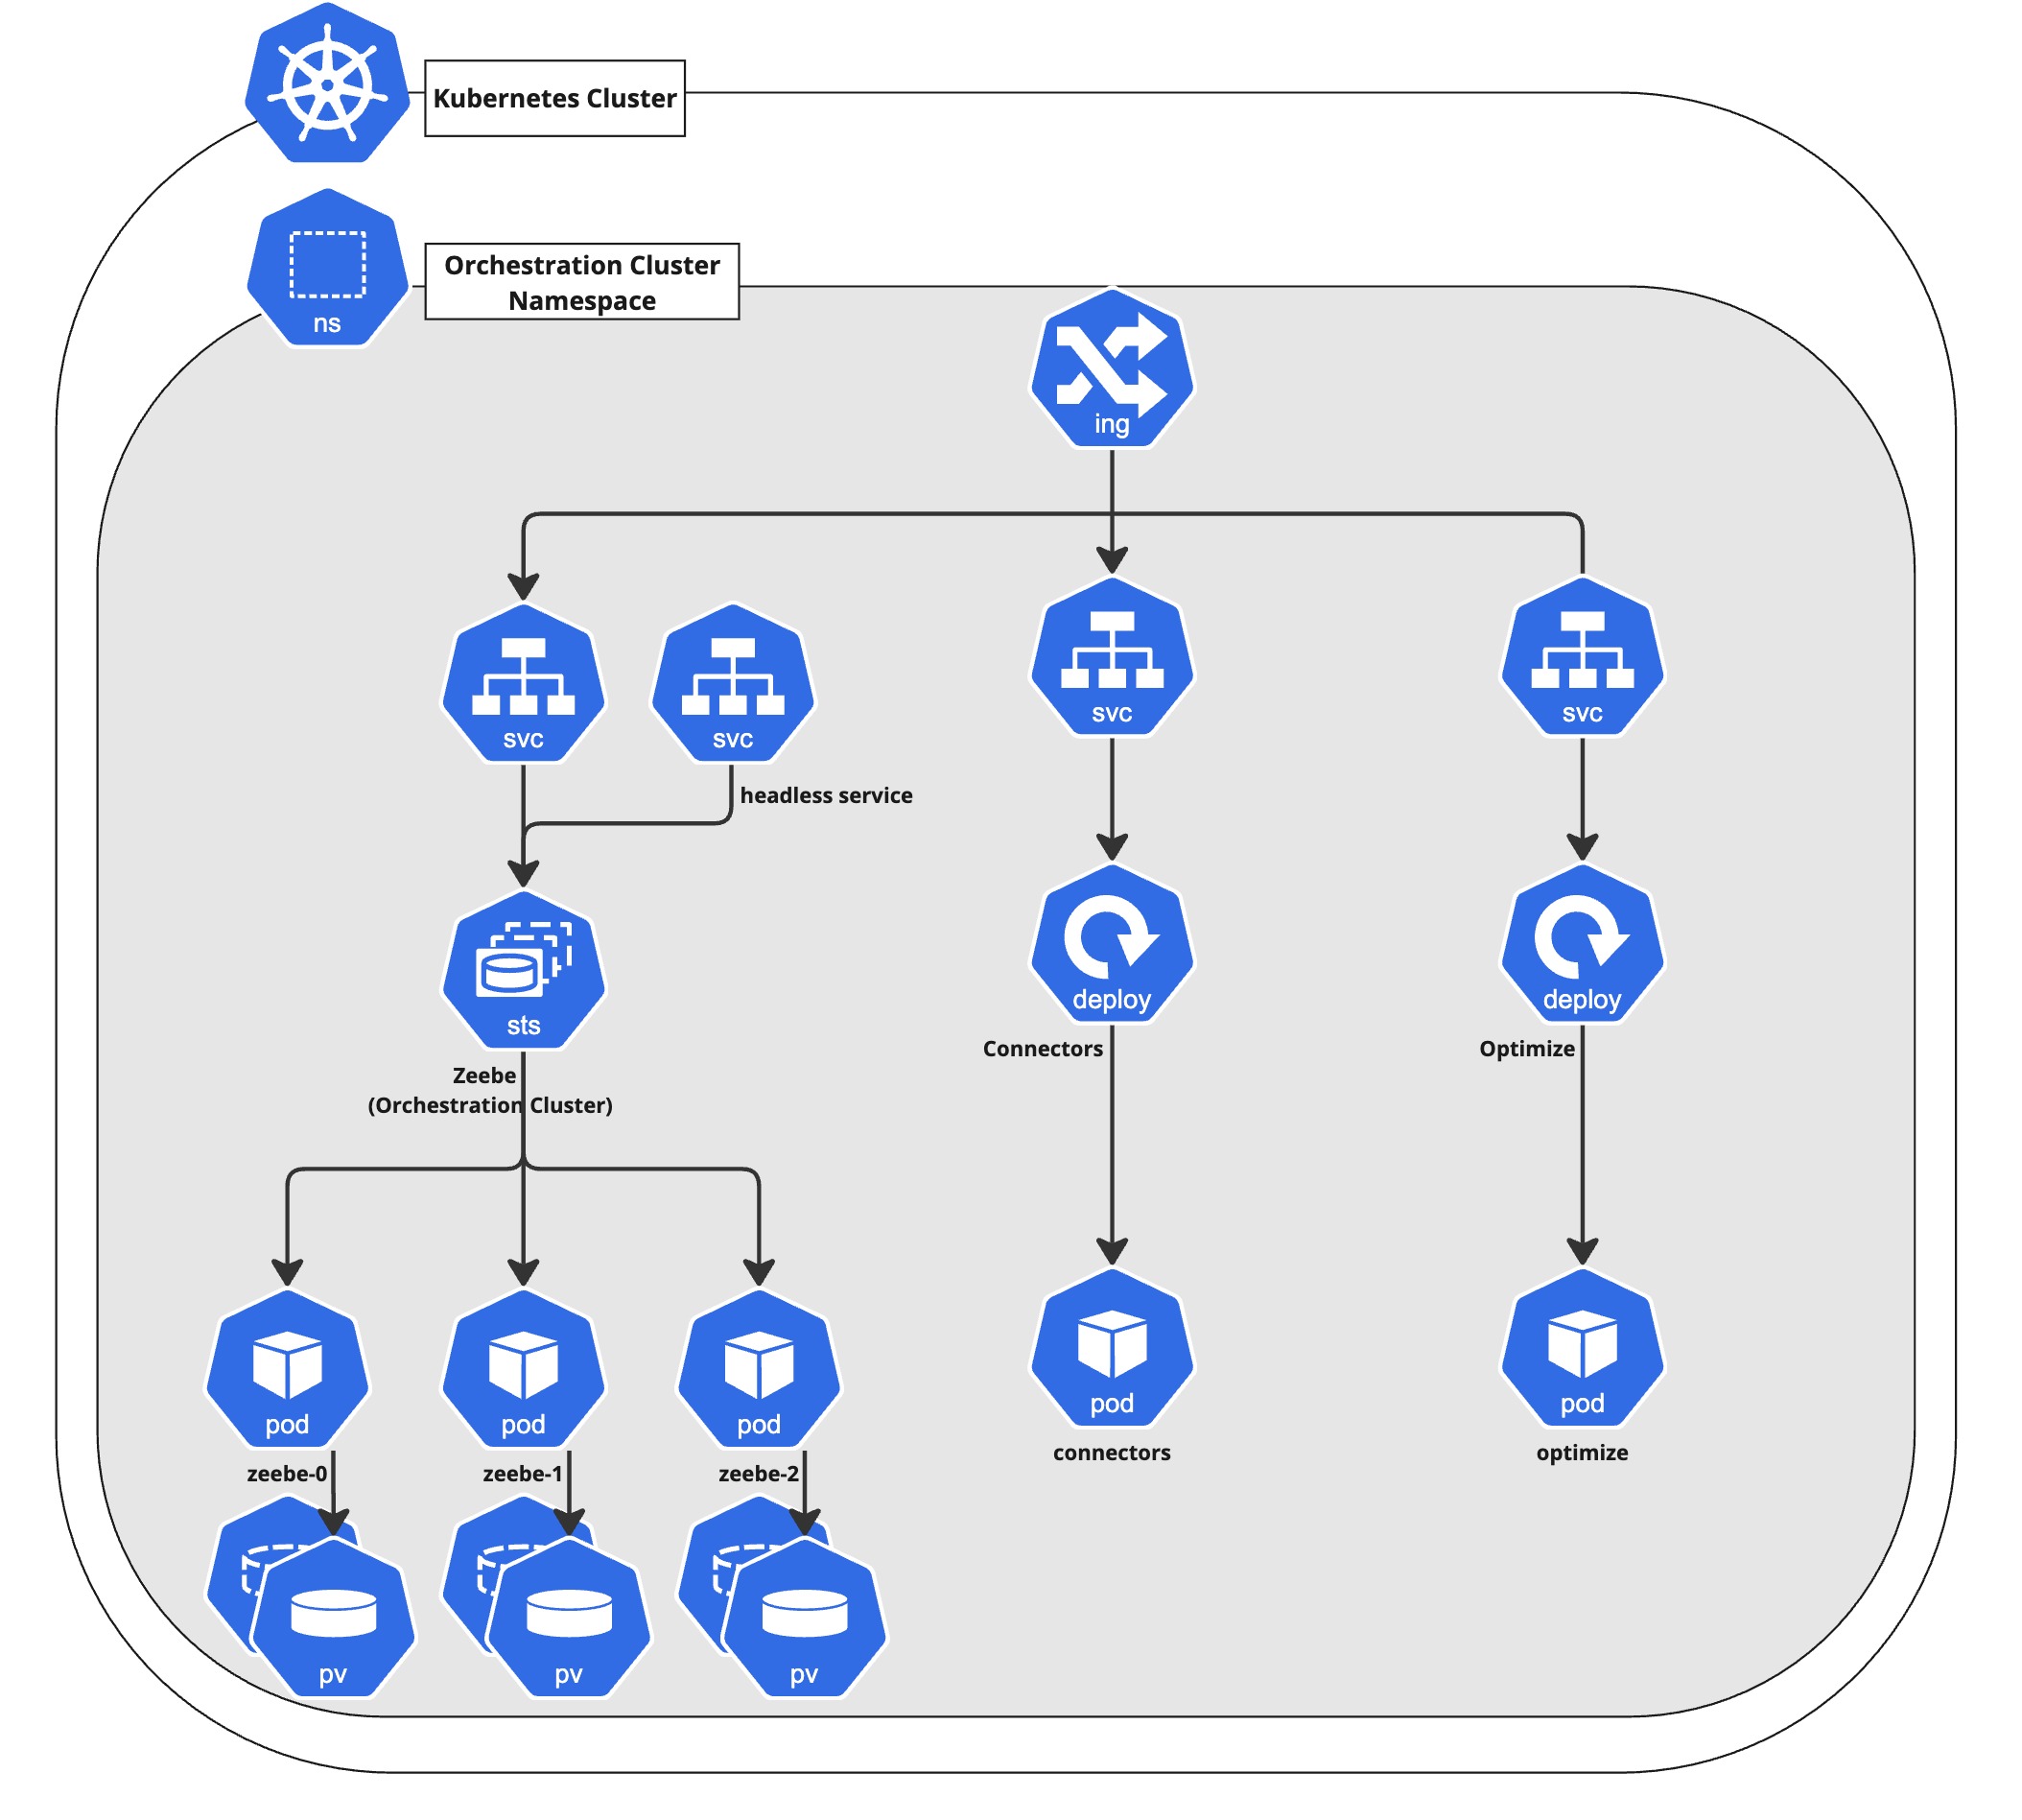 Kubernetes Cluster
Orchestration Cluster
Namespace
ns
ing
svc
svc
svc
svc
headless service
sts
deploy
deploy
Zeebe
(Orchestration Cluster)
Connectors
Optimize
pod
pod
pod
pod
pod
zeebe-0
zeebe-1
zeebe-2
connectors
optimize
pv
pv
pv